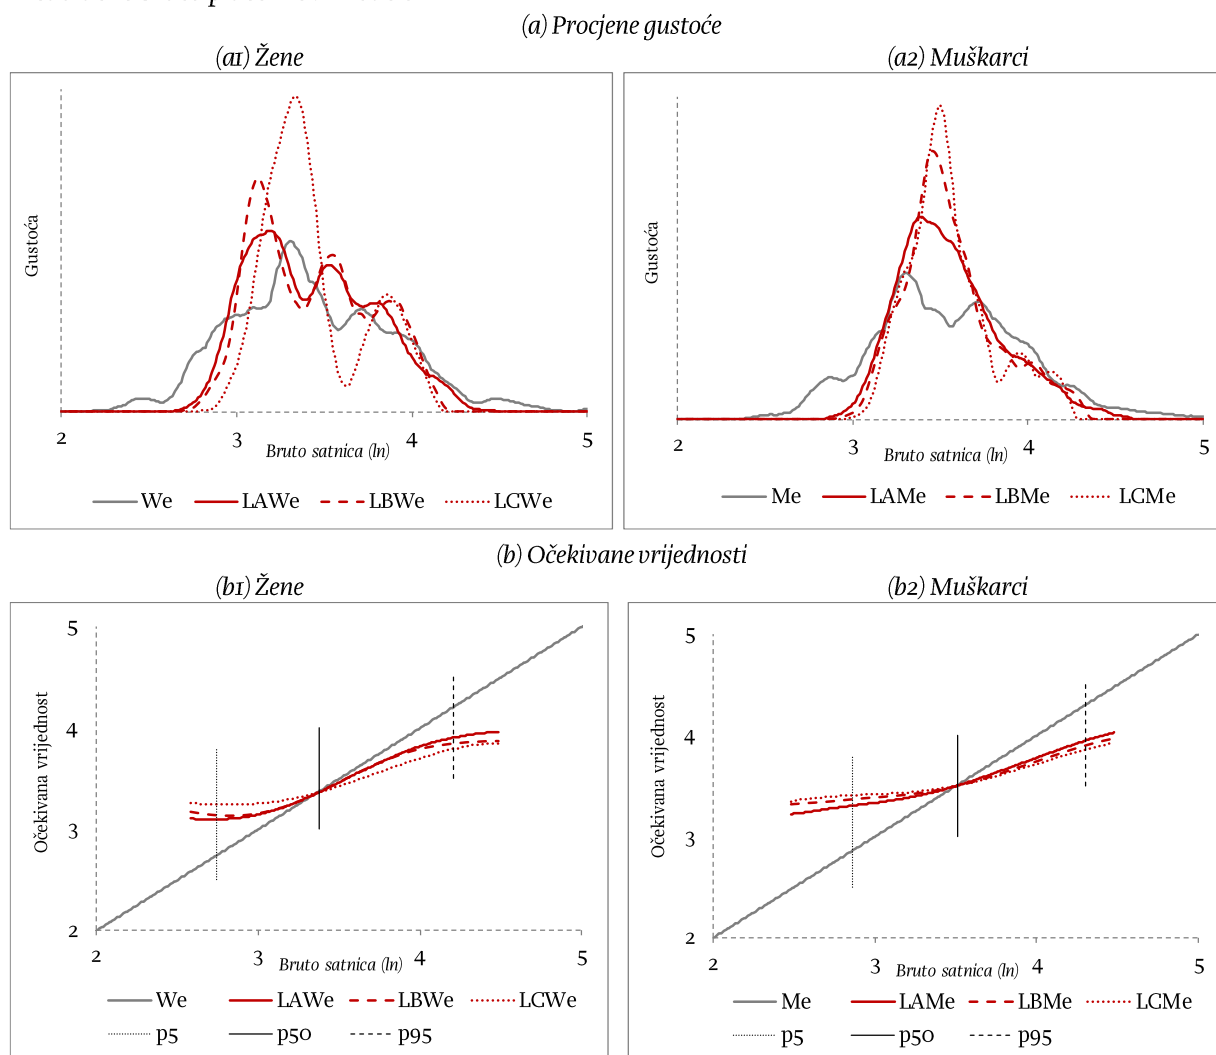 (a) Procjene gustoće
(a1) Žene
(a2) Muškarci
Gustoća
2 3 4 5
Bruto satnica (ln)
We LAWe LBWe LCWe
Gustoća
2 3 4 5
Bruto satnica (ln)
Me LAMe LBMe LCMe
(b) Očekivane vrijednosti
(b1) Žene
(b2) Muškarci
Očekivana vrijednost
5
4
3
2
2 3 4 5
Bruto satnica (ln)
We LAWe LBWe LCWe
p5 p50 p95
Očekivana vrijednost
5
4
3
2
2 3 4 5
Bruto satnica (ln)
Me LAMe LBMe LCMe
p5 p50 p95